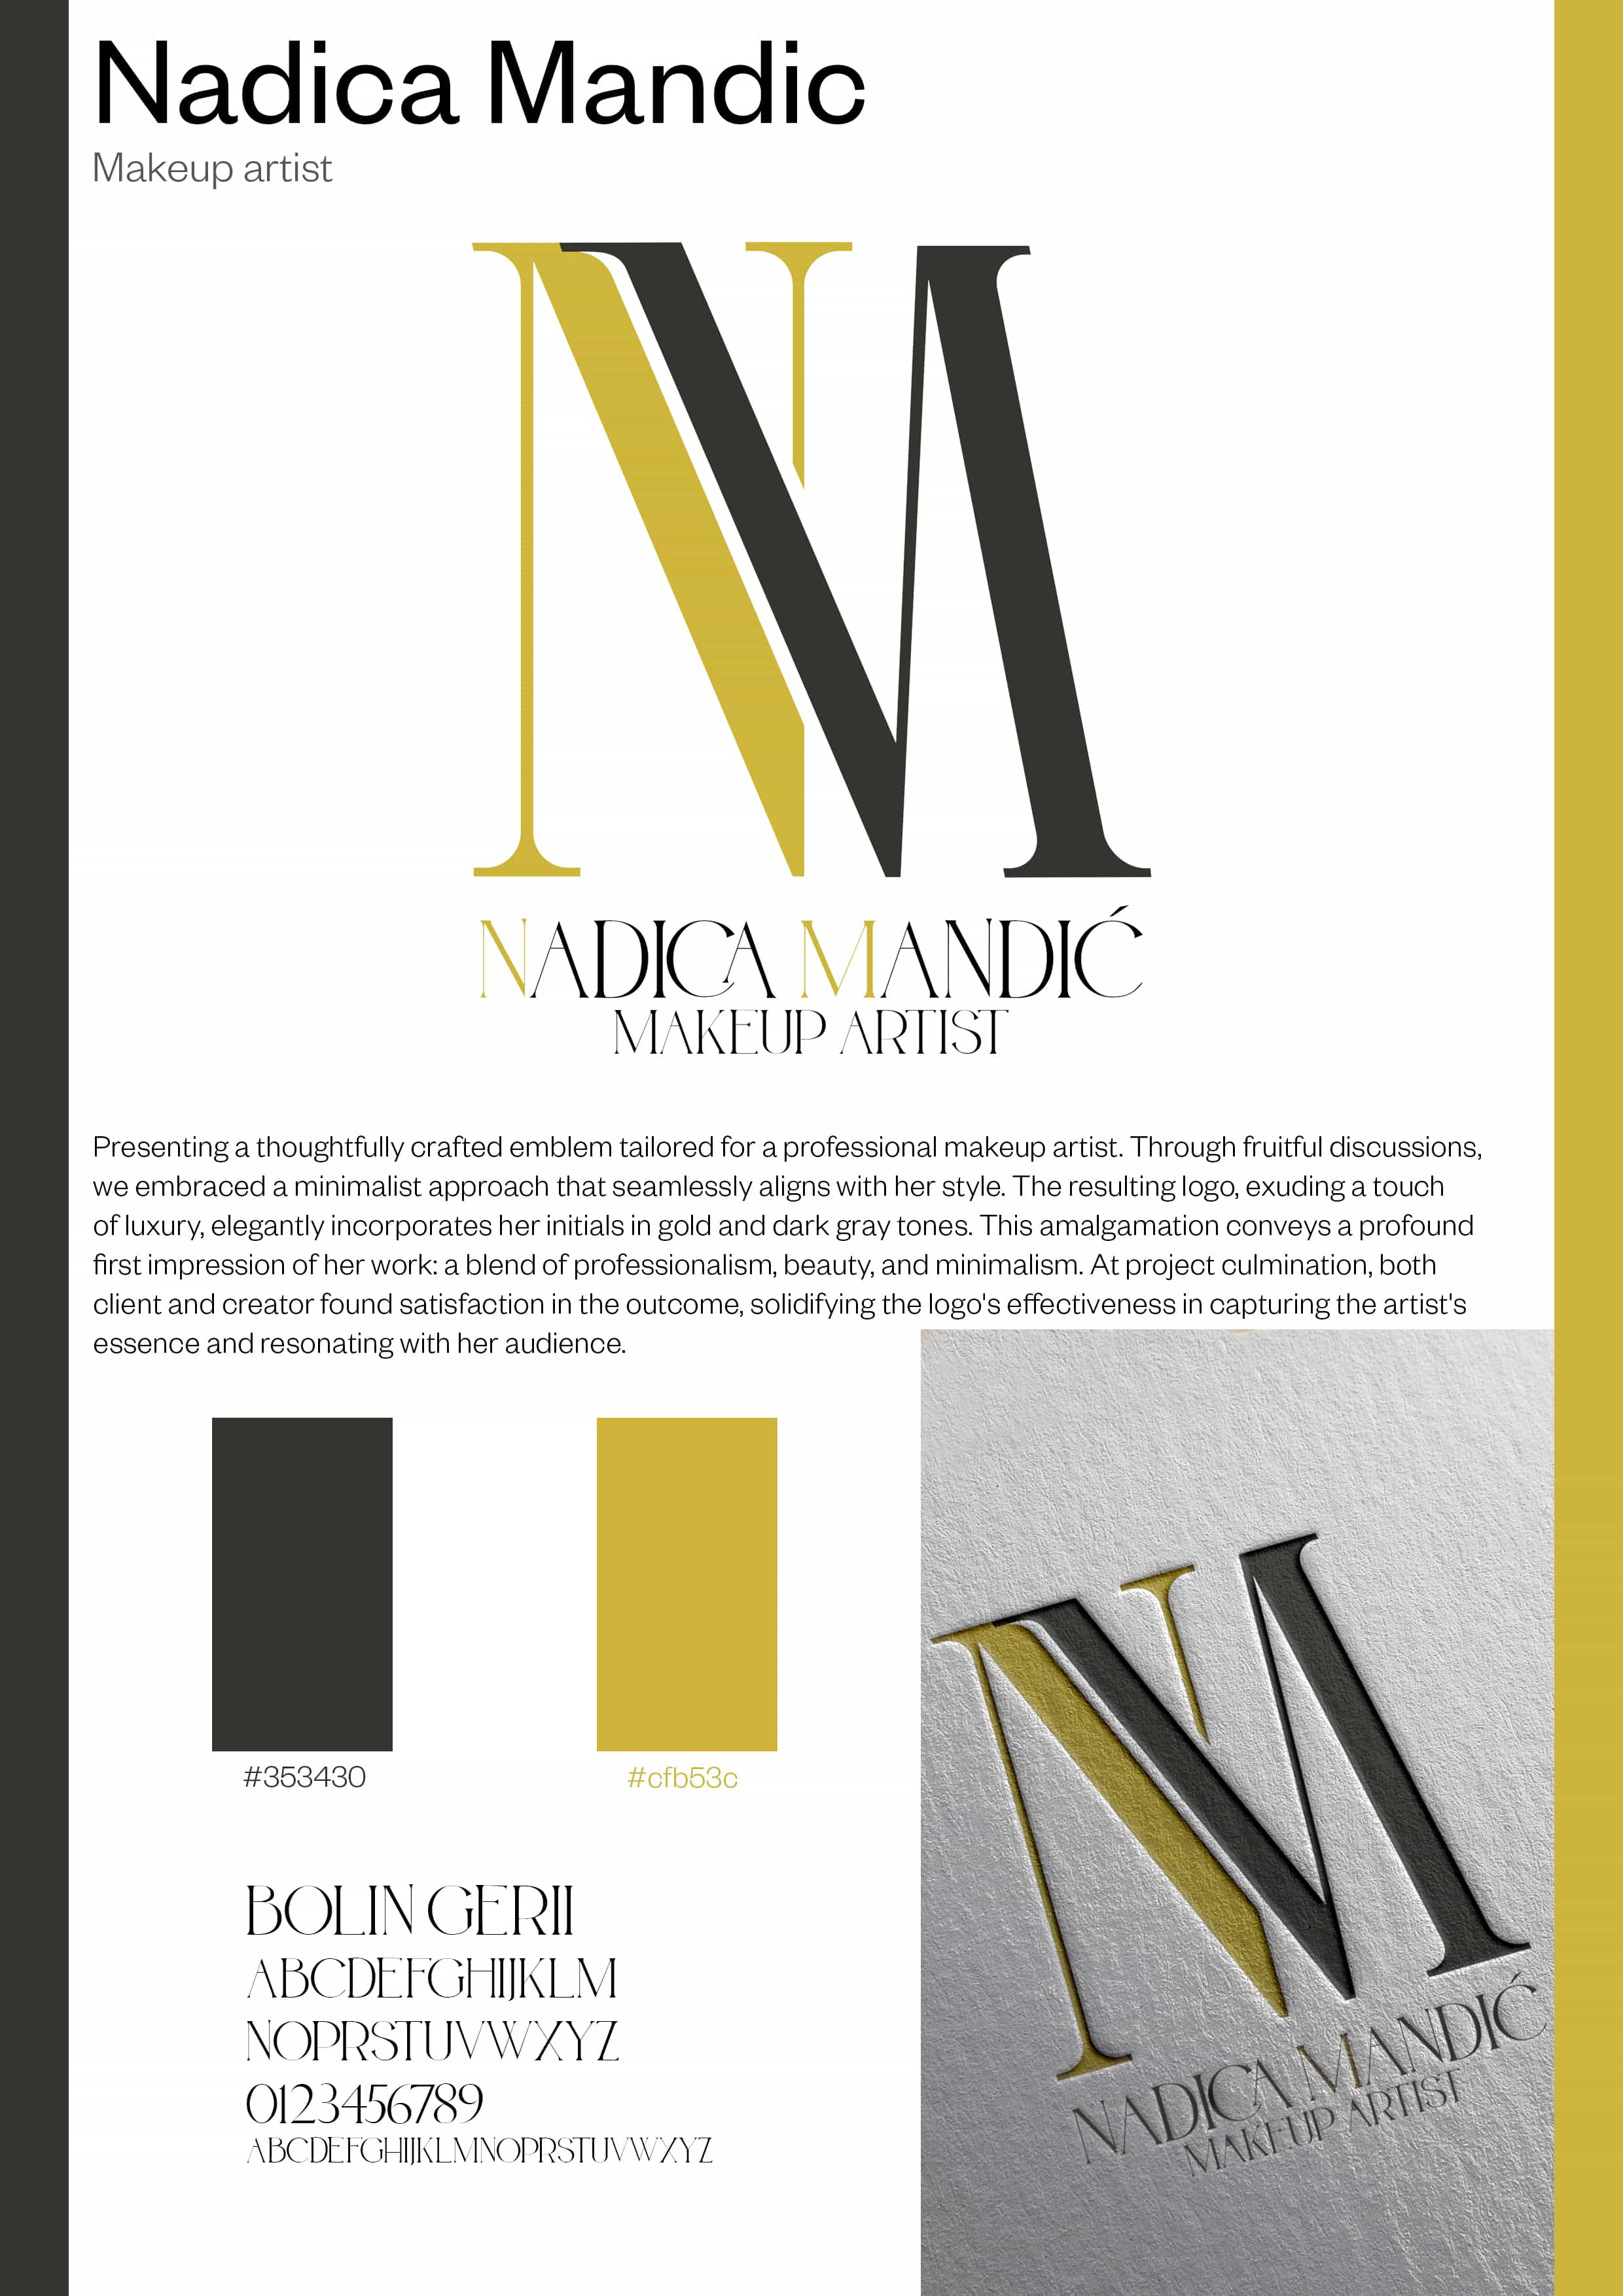 Nadica Mandic
Makeup artist
NM
NADICA MANDIĆ
MAKEUP ARTIST
Presenting a thoughtfully crafted emblem tailored for a professional makeup artist. Through fruitful discussions,
we embraced a minimalist approach that seamlessly aligns with her style. The resulting logo, exuding a touch
of luxury, elegantly incorporates her initials in gold and dark gray tones. This amalgamation conveys a profound
first impression of her work: a blend of professionalism, beauty, and minimalism. At project culmination, both
client and creator found satisfaction in the outcome, solidifying the logo's effectiveness in capturing the artist's
essence and resonating with her audience.
#353430
#cfb53c
BOLIN GERII
ABCDEFGHIJKLM
NOPRSTUVWXYZ
0123456789
ABCDEFGHIJKLMNOPRSTUVWXYZ
NM
NADICA MANDIĆ
MAKEUP ARTIST